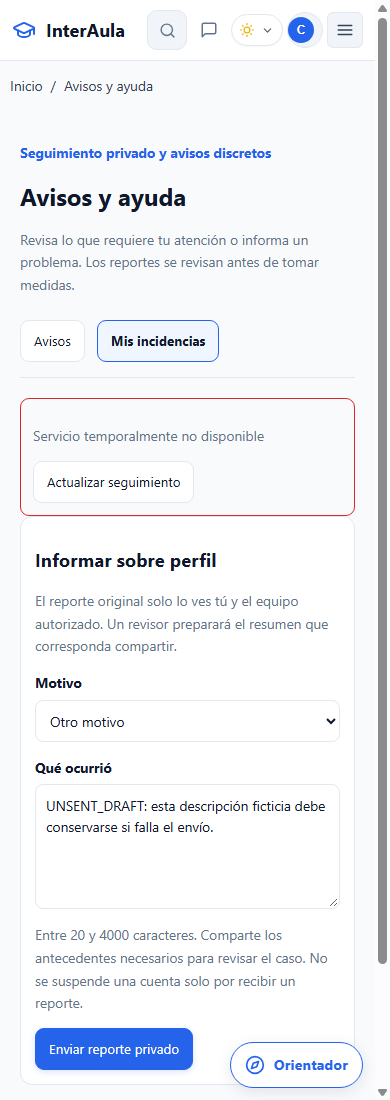 InterAula
C
Inicio / Avisos y ayuda
Seguimiento privado y avisos discretos
Avisos y ayuda
Revisa lo que requiere tu atención o informa un
problema. Los reportes se revisan antes de tomar
medidas.
Avisos
Mis incidencias
Servicio temporalmente no disponible
Actualizar seguimiento
Informar sobre perfil
El reporte original solo lo ves tú y el equipo
autorizado. Un revisor preparará el resumen que
corresponda compartir.
Motivo
Otro motivo
Qué ocurrió
UNSENT_DRAFT: esta descripción ficticia debe
conservarse si falla el envío.
Entre 20 y 4000 caracteres. Comparte los
antecedentes necesarios para revisar el caso. No
se suspende una cuenta solo por recibir un
reporte.
Enviar reporte privado
Orientador